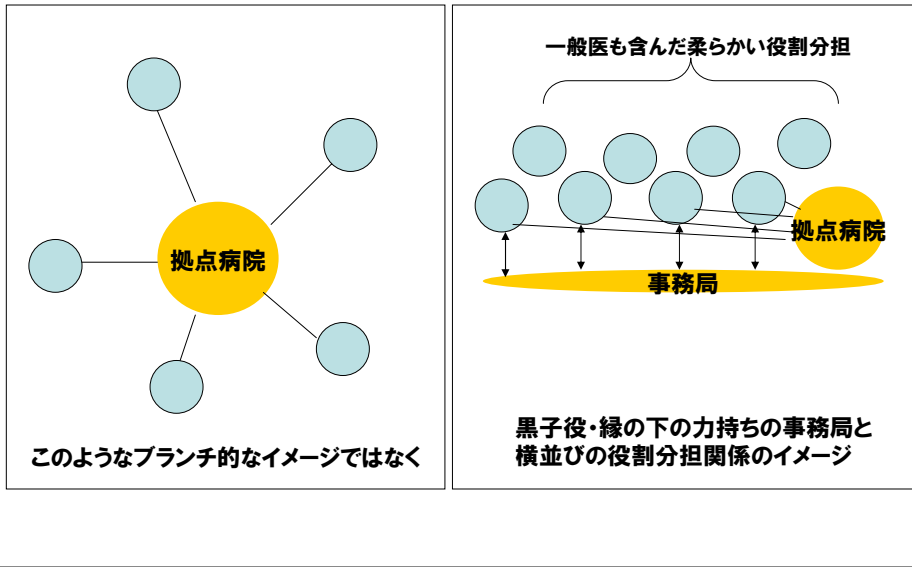 拠点病院
このようなブランチ的なイメージではなく
一般医も含んだ柔らかい役割分担
拠点病院
事務局
黒子役・縁の下の力持ちの事務局と
横並びの役割分担関係のイメージ